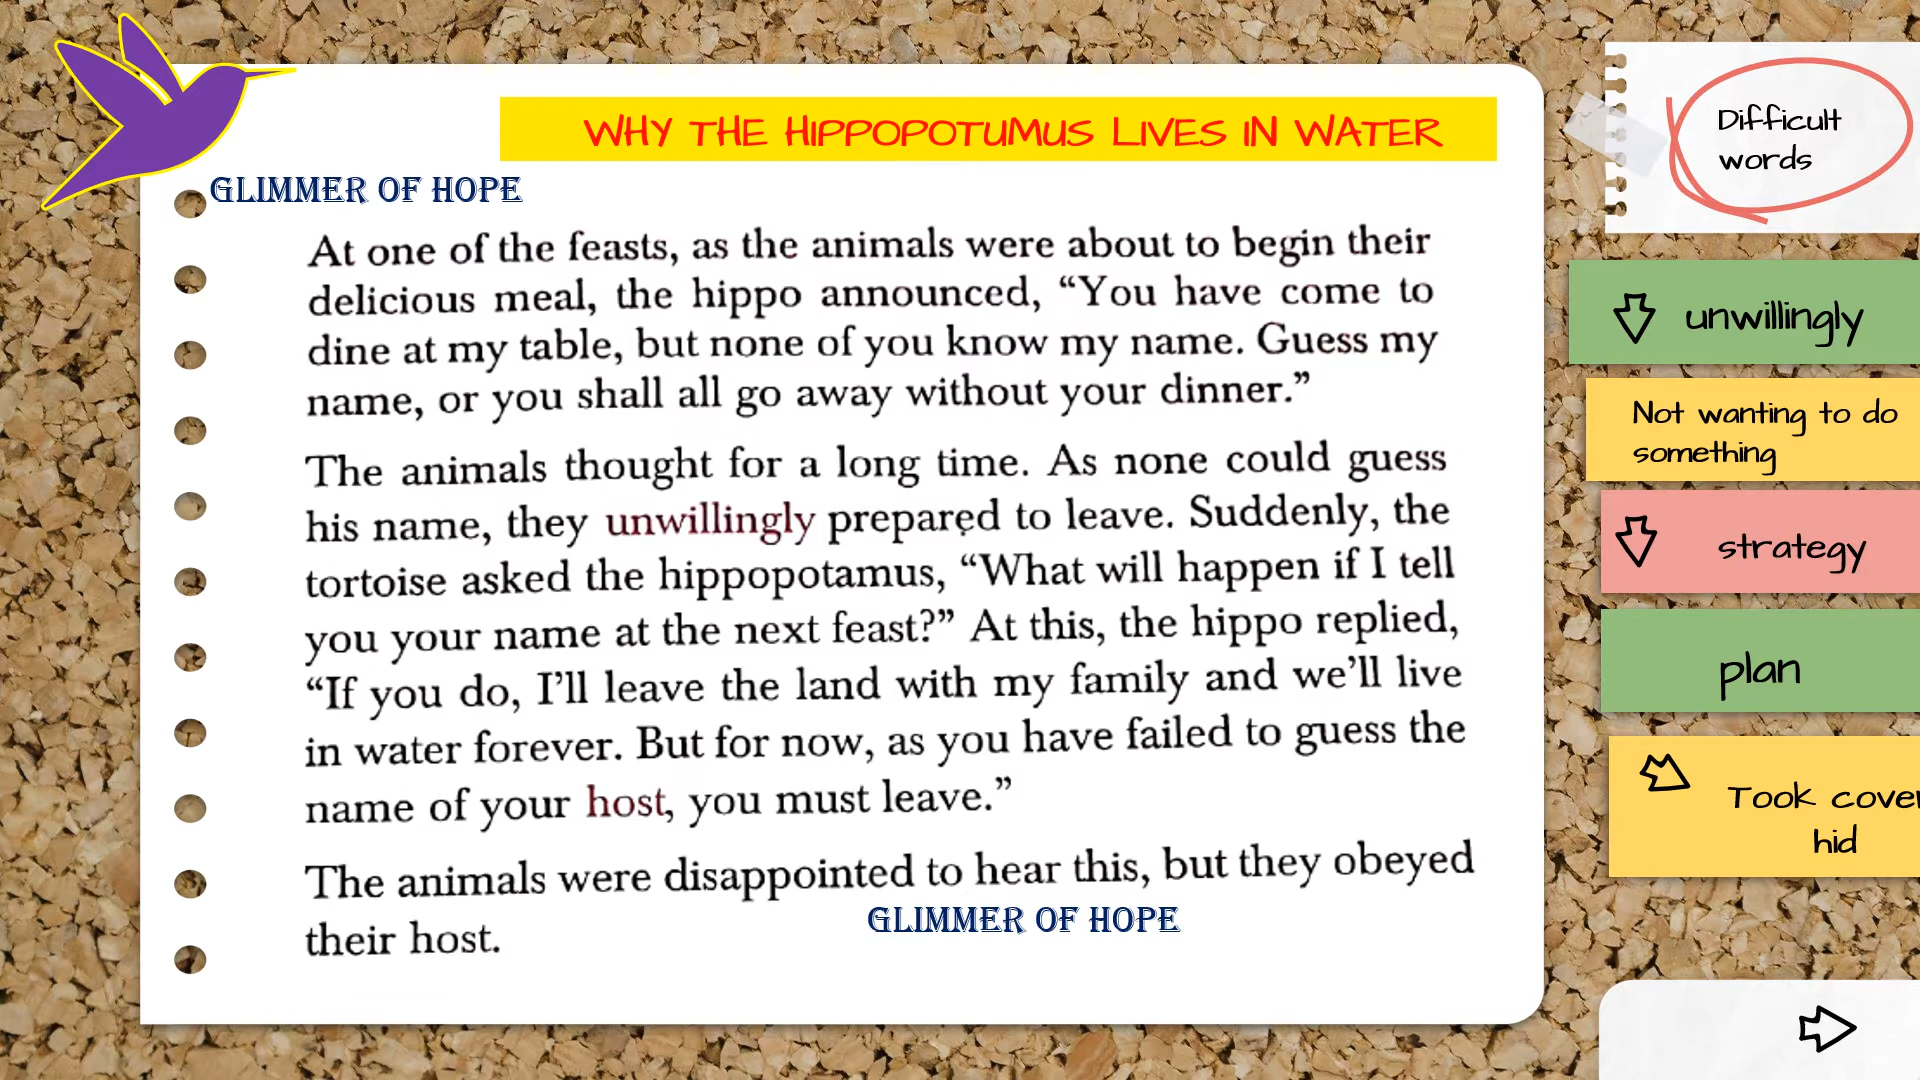 WHY THE HIPPOPOTUMUS LIVES IN WATER
GLIMMER OF HOPE
At one of the feasts, as the animals were about to begin their
delicious meal, the hippo announced, “You have come to
dine at my table, but none of you know my name. Guess my
name, or you shall all go away without your dinner.”
The animals thought for a long time. As none could guess
his name, they unwillingly prepared to leave. Suddenly, the
tortoise asked the hippopotamus, “What will happen if I tell
you your name at the next feast?” At this, the hippo replied,
“If you do, I’ll leave the land with my family and we’ll live
in water forever. But for now, as you have failed to guess the
name of your host, you must leave.”
The animals were disappointed to hear this, but they obeyed
their host.
GLIMMER OF HOPE
Difficult
words
unwillingly
Not wanting to do
something
strategy
plan
Took cover
hid